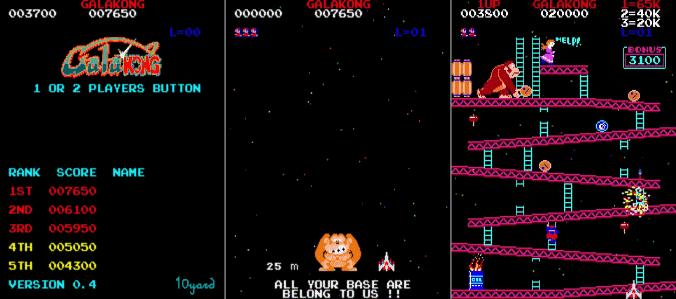 GALAKONG
003700 007650
L=00
GalaKONG
1 OR 2 PLAYERS BUTTON
RANK SCORE NAME
1ST 007650
2ND 006100
3RD 005950
4TH 005050
5TH 004300
VERSION 0.4
10yard
GALAKONG
000000 007650
L=01
25 m
ALL YOUR BASE ARE
BELONG TO US !!
1UP GALAKONG 1=65K
003800 020000 2=40K
3=20K
L=01
HELP!
BONUS
3100